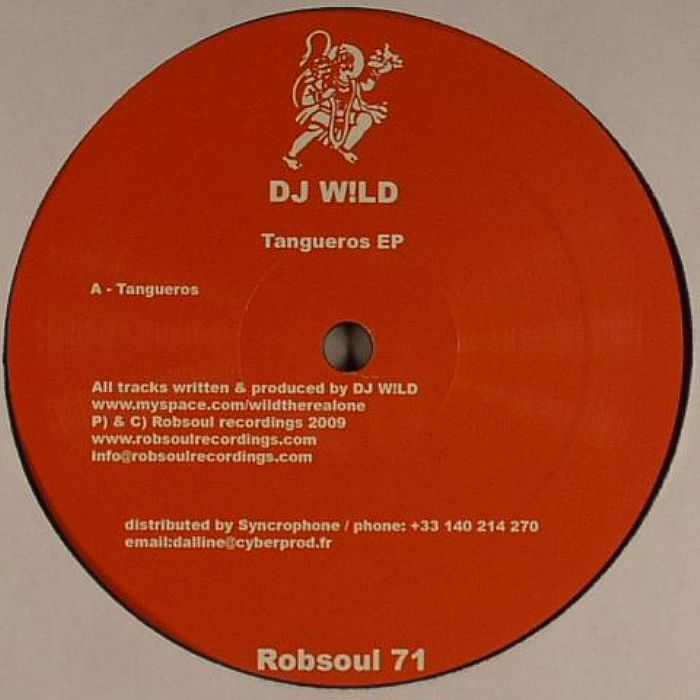 DJ W!LD
Tangueros EP
A - Tangueros
All tracks written & produced by DJ W!LD
www.myspace.com/wildtherealone
P) & C) Robsoul recordings 2009
www.robsoulrecordings.com
info@robsoulrecordings.com
distributed by Syncrophone / phone: +33 140 214 270
email:dalline@cyberprod.fr
Robsoul 71